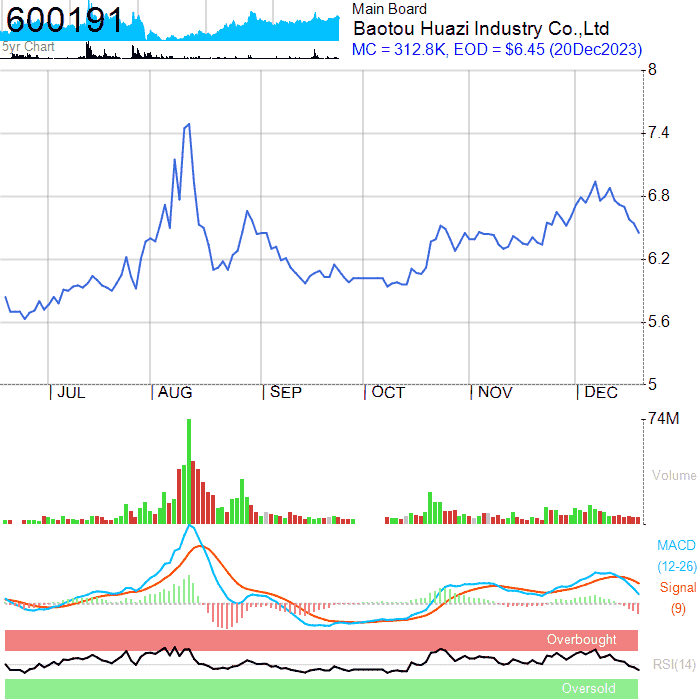 600191
5yr Chart
Main Board
Baotou Huazi Industry Co.,Ltd
MC = 312.8K, EOD = $6.45 (20Dec2023)
8
7.4
6.8
6.2
5.6
5
JUL AUG SEP OCT NOV DEC
74M
Volume
MACD
(12-26)
Signal
(9)
Overbought
RSI(14)
Oversold